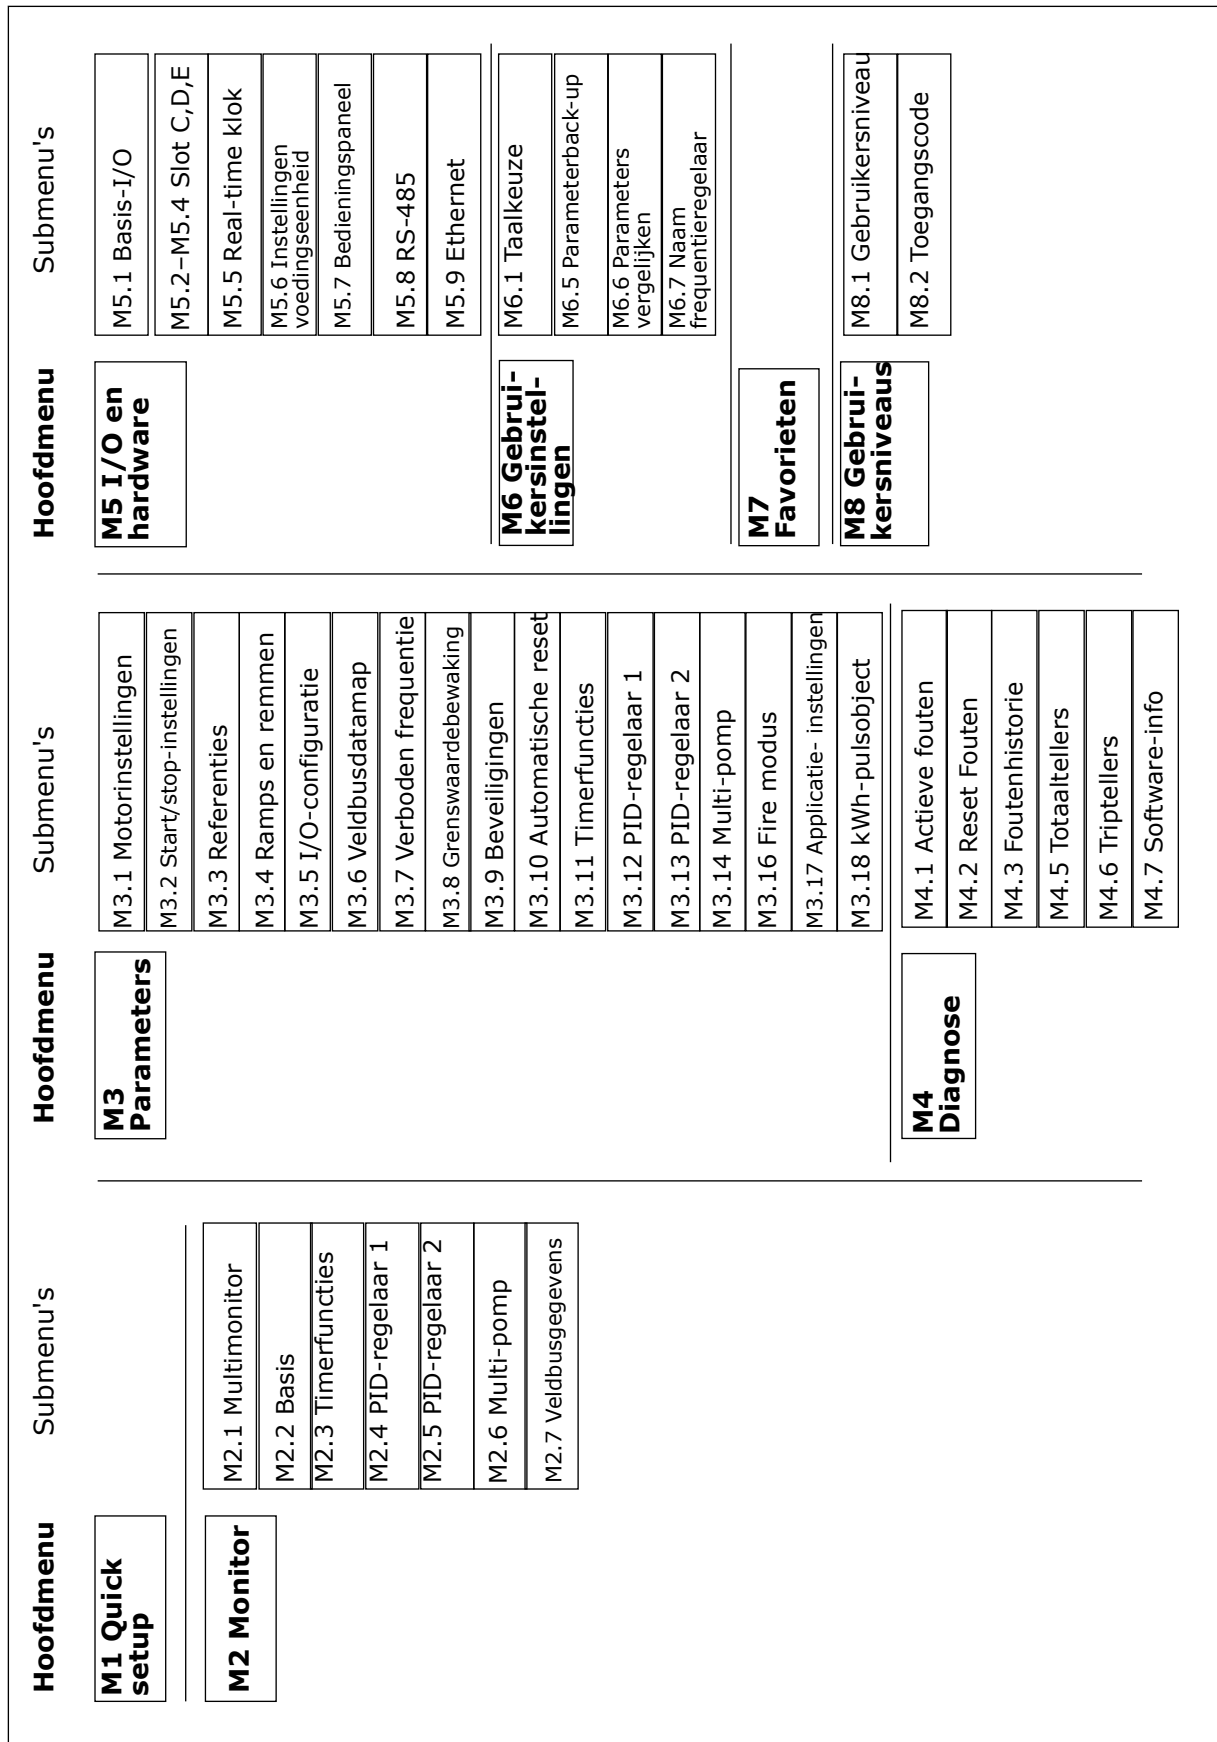 Hoofdmenu
Submenu's
M1 Quick
setup
M2 Monitor
M2.1 Multimonitor
M2.2 Basis
M2.3 Timerfuncties
M2.4 PID-regelaar 1
M2.5 PID-regelaar 2
M2.6 Multi-pomp
M2.7 Veldbusgegevens
Hoofdmenu
Submenu's
M3
Parameters
M3.1 Motorinstellingen
M3.2 Start/stop-instellingen
M3.3 Referenties
M3.4 Ramps en remmen
M3.5 I/O-configuratie
M3.6 Veldbusdatamap
M3.7 Verboden frequentie
M3.8 Grenswaardebewaking
M3.9 Beveiligingen
M3.10 Automatische reset
M3.11 Timerfuncties
M3.12 PID-regelaar 1
M3.13 PID-regelaar 2
M3.14 Multi-pomp
M3.16 Fire modus
M3.17 Applicatie- instellingen
M3.18 kWh-pulsobject
M4
Diagnose
M4.1 Actieve fouten
M4.2 Reset Fouten
M4.3 Foutenhistorie
M4.5 Totaaltellers
M4.6 Triptellers
M4.7 Software-info
Hoofdmenu
Submenu's
M5 I/O en
hardware
M5.1 Basis-I/O
M5.2–M5.4 Slot C,D,E
M5.5 Real-time klok
M5.6 Instellingen
voedingseenheid
M5.7 Bedieningspaneel
M5.8 RS-485
M5.9 Ethernet
M6 Gebrui-
kersinstel-
lingen
M6.1 Taalkeuze
M6.5 Parameterback-up
M6.6 Parameters
vergelijken
M6.7 Naam
frequentieregelaar
M7
Favorieten
M8 Gebrui-
kersniveaus
M8.1 Gebruikersniveau
M8.2 Toegangscode